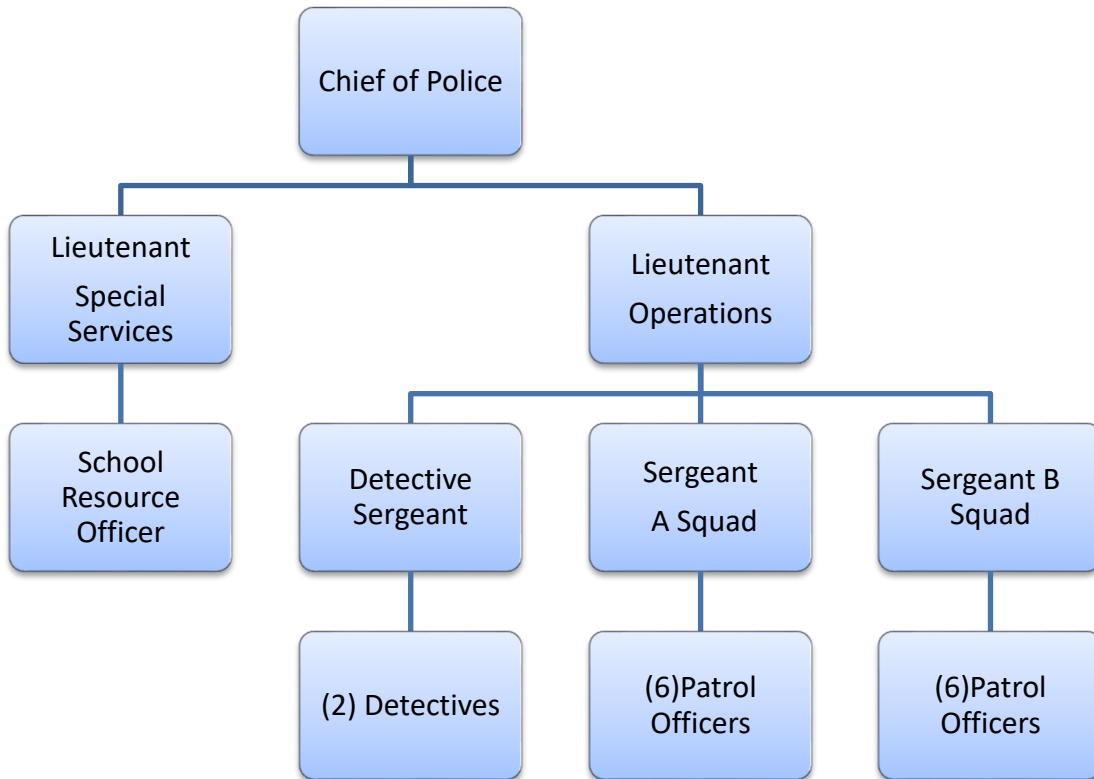 Chief of Police
Lieutenant
Special
Services
Lieutenant
Operations
School
Resource
Officer
Detective
Sergeant
Sergeant
A Squad
Sergeant B
Squad
(2) Detectives
(6)Patrol
Officers
(6)Patrol
Officers